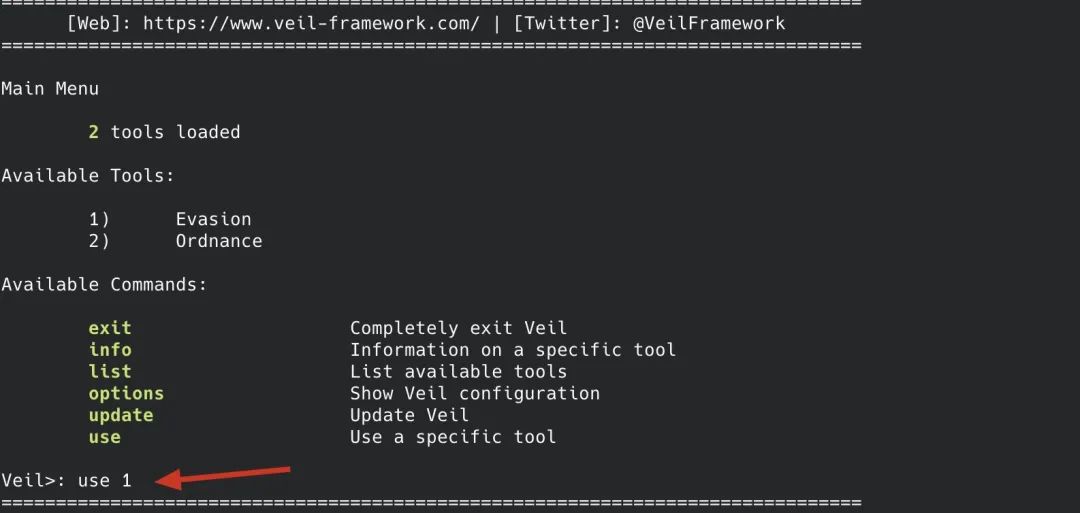 ===============================================================================
[Web]: https://www.veil-framework.com/ | [Twitter]: @VeilFramework
===============================================================================
Main Menu
2 tools loaded
Available Tools:
1) Evasion
2) Ordnance
Available Commands:
exit Completely exit Veil
info Information on a specific tool
list List available tools
options Show Veil configuration
update Update Veil
use Use a specific tool
Veil>: use 1
===============================================================================